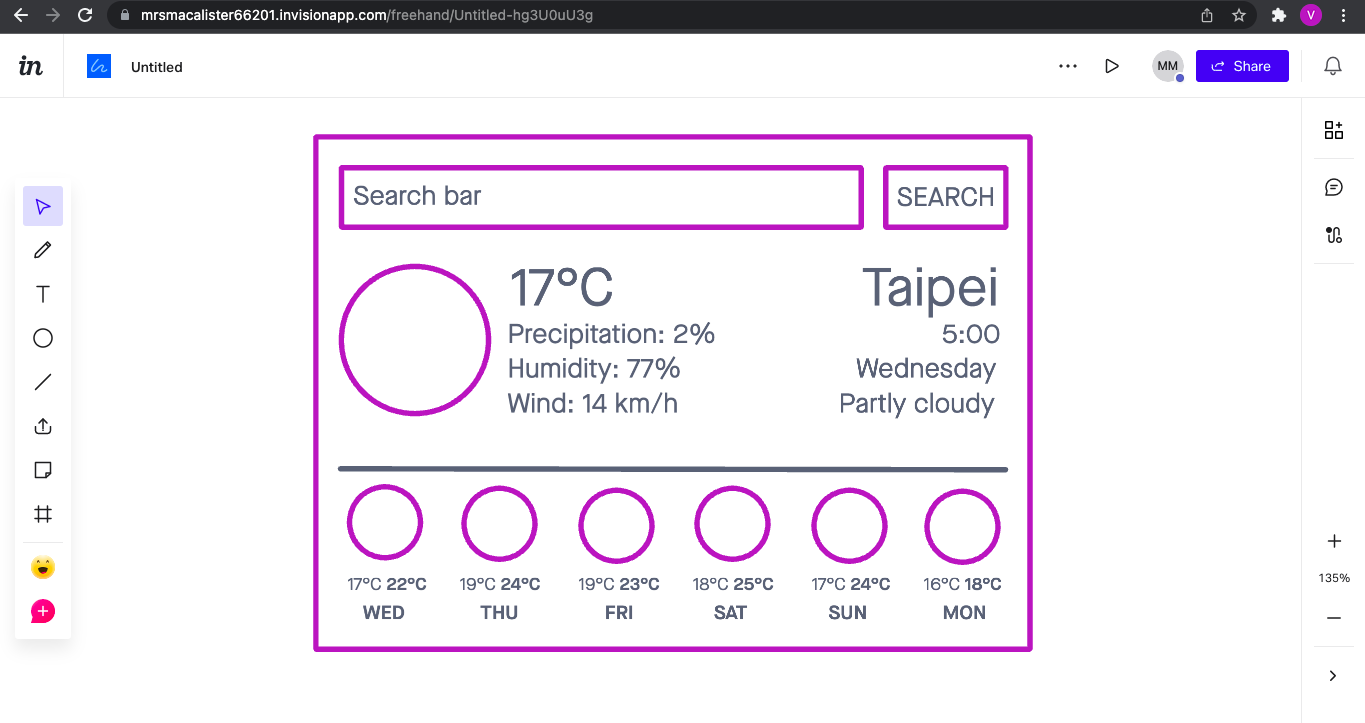 mrsmacalister66201.invisionapp.com/freehand/Untitled-hg3U0uU3g
V
in
Untitled
MM
Share
Search bar
SEARCH
17°C
Taipei
Precipitation: 2%
5:00
Humidity: 77%
Wednesday
Wind: 14 km/h
Partly cloudy
17°C 22°C
19°C 24°C
19°C 23°C
18°C 25°C
17°C 24°C
16°C 18°C
WED
THU
FRI
SAT
SUN
MON
135%